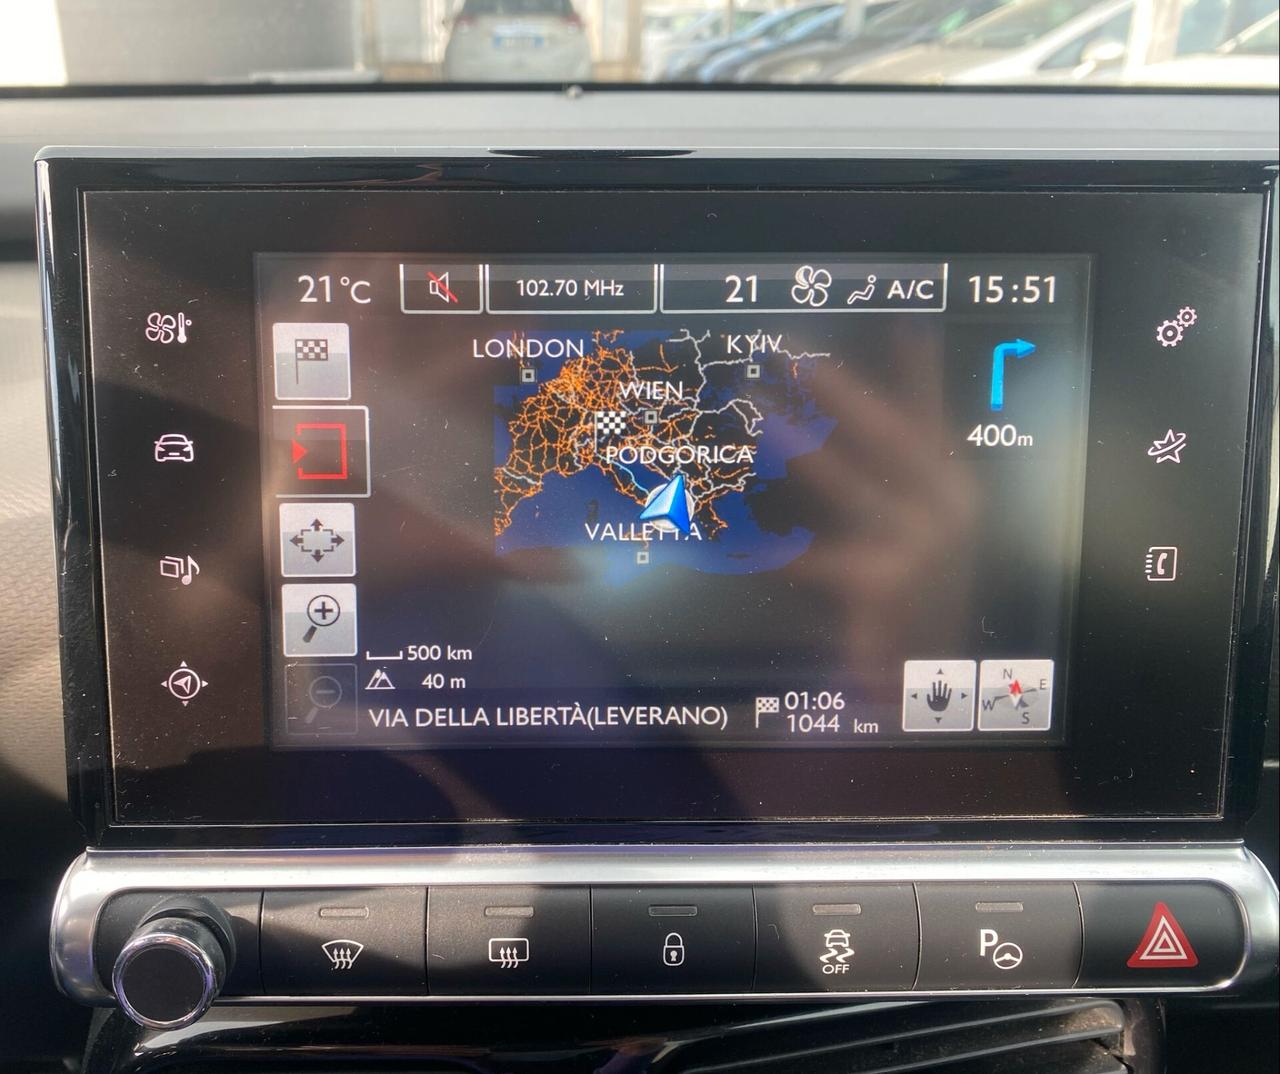 21 °C
102.70 MHz
21
A/C
15:51
LONDON
KYIV
WIEN
400m
PODGORICA
VALLETTA
500 km
40 m
VIA DELLA LIBERTÀ(LEVERANO)
01:06
1044 km
N
E
W
S
OFF
P